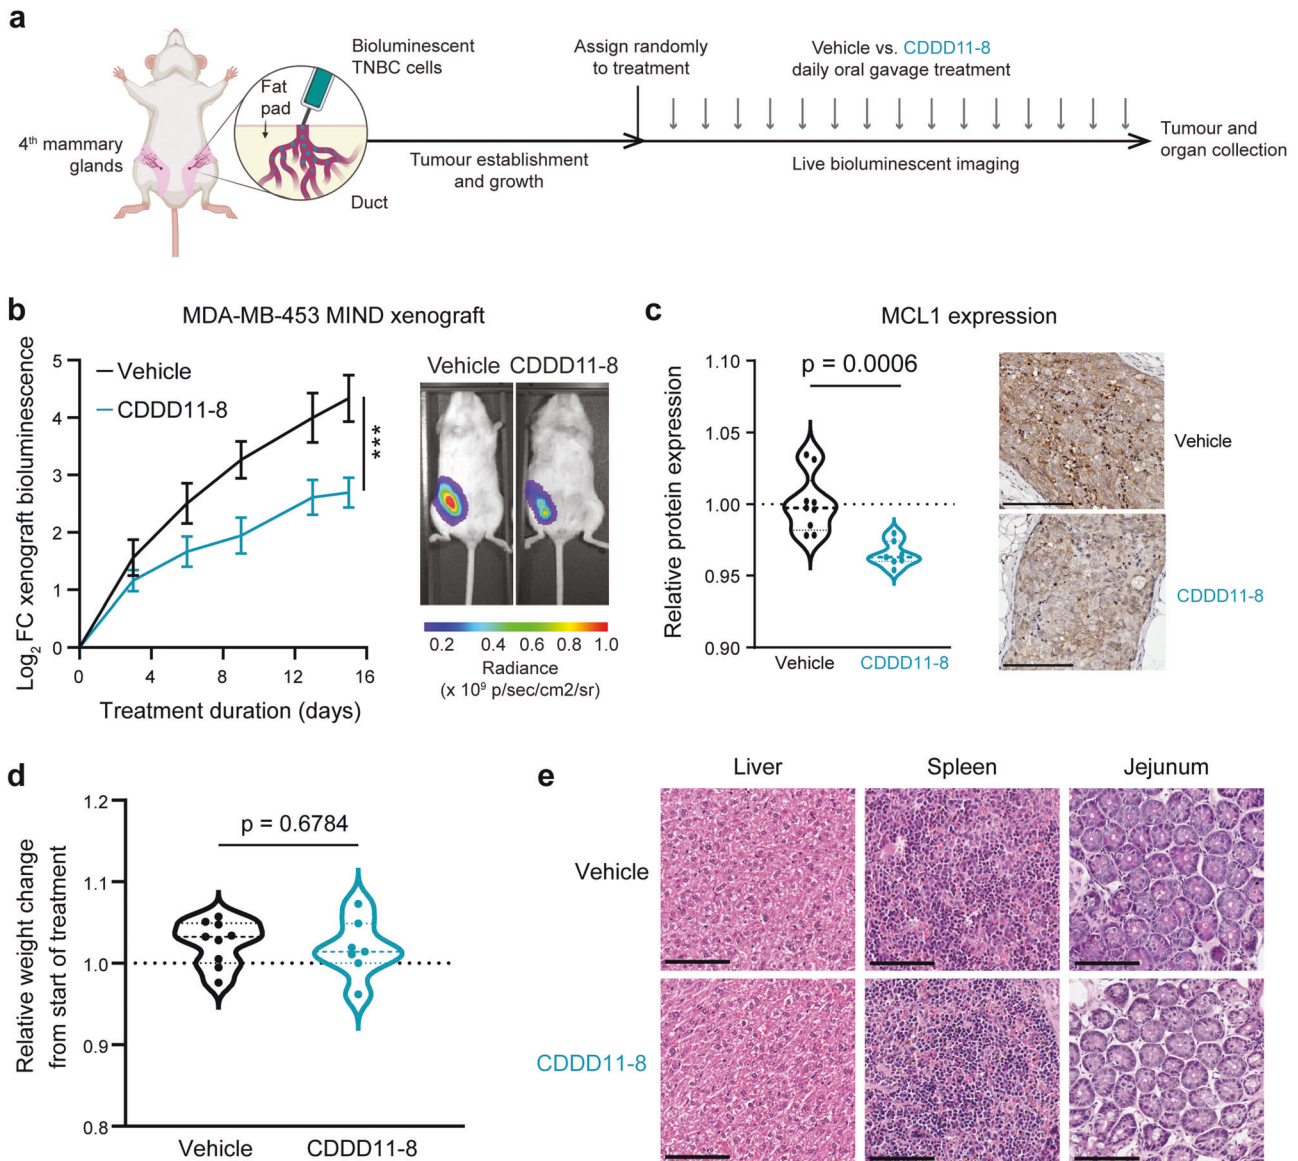 a
Bioluminescent
TNBC cells
Fat
pad
4th mammary
glands
Duct
Tumour establishment
and growth
Assign randomly
to treatment
Vehicle vs. CDDD11-8
daily oral gavage treatment
Live bioluminescent imaging
Tumour and
organ collection
b
MDA-MB-453 MIND xenograft
Log2 FC xenograft bioluminescence
5
4
3
2
1
0
Vehicle
CDDD11-8
***
0 4 8 12 16
Treatment duration (days)
Vehicle CDDD11-8
0.2 0.4 0.6 0.8 1.0
Radiance
(x 10⁹ p/sec/cm2/sr)
c
MCL1 expression
Relative protein expression
1.10
1.05
1.00
0.95
0.90
p = 0.0006
Vehicle CDDD11-8
Vehicle
CDDD11-8
d
Relative weight change
from start of treatment
1.2
1.1
1.0
0.9
0.8
p = 0.6784
Vehicle CDDD11-8
e
Liver Spleen Jejunum
Vehicle
CDDD11-8